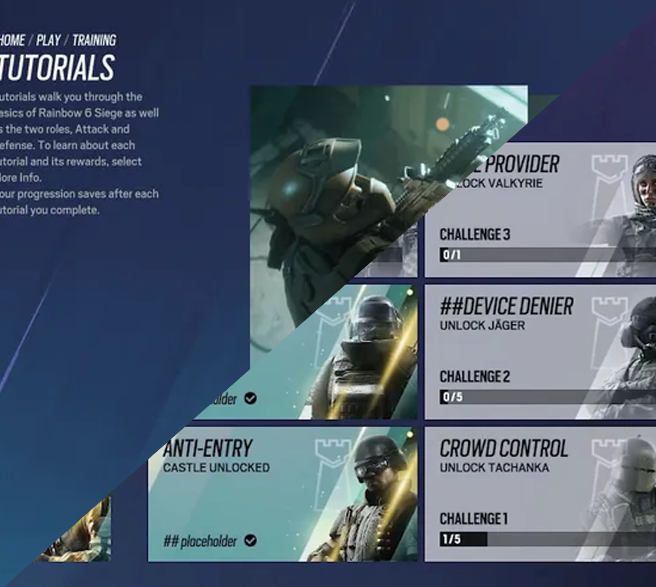 HOME / PLAY / TRAINING
TUTORIALS
utorials walk you through the
asics of Rainbow 6 Siege as well
s the two roles, Attack and
efense. To learn about each
utorial and its rewards, select
ore Info.
our progression saves after each
utorial you complete.
PROVIDER
LOCK VALKYRIE
CHALLENGE 3
0/1
##DEVICE DENIER
UNLOCK JÄGER
CHALLENGE 2
0/5
older
ANTI-ENTRY
CASTLE UNLOCKED
## placeholder
CROWD CONTROL
UNLOCK TACHANKA
CHALLENGE 1
1/5